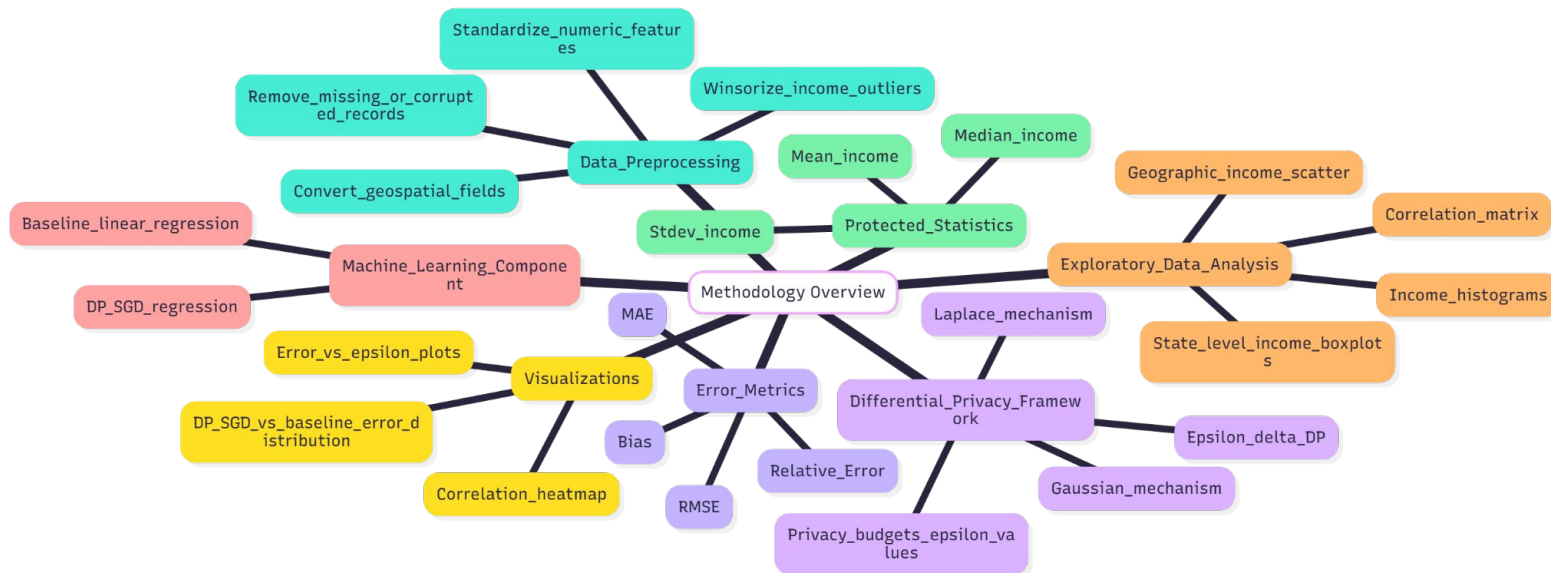 Standardize_numeric_featur
es
Remove_missing_or_corrupt
ed_records
Winsorize_income_outliers
Data_Preprocessing
Convert_geospatial_fields
Median_income
Mean_income
Stdev_income
Protected_Statistics
Geographic_income_scatter
Correlation_matrix
Exploratory_Data_Analysis
Income_histograms
State_level_income_boxplot
s
Baseline_linear_regression
Machine_Learning_Compone
nt
DP_SGD_regression
Methodology Overview
MAE
Error_Metrics
Bias
Relative_Error
RMSE
Error_vs_epsilon_plots
Visualizations
DP_SGD_vs_baseline_error_d
istribution
Correlation_heatmap
Laplace_mechanism
Differential_Privacy_Framew
ork
Epsilon_delta_DP
Gaussian_mechanism
Privacy_budgets_epsilon_va
lues